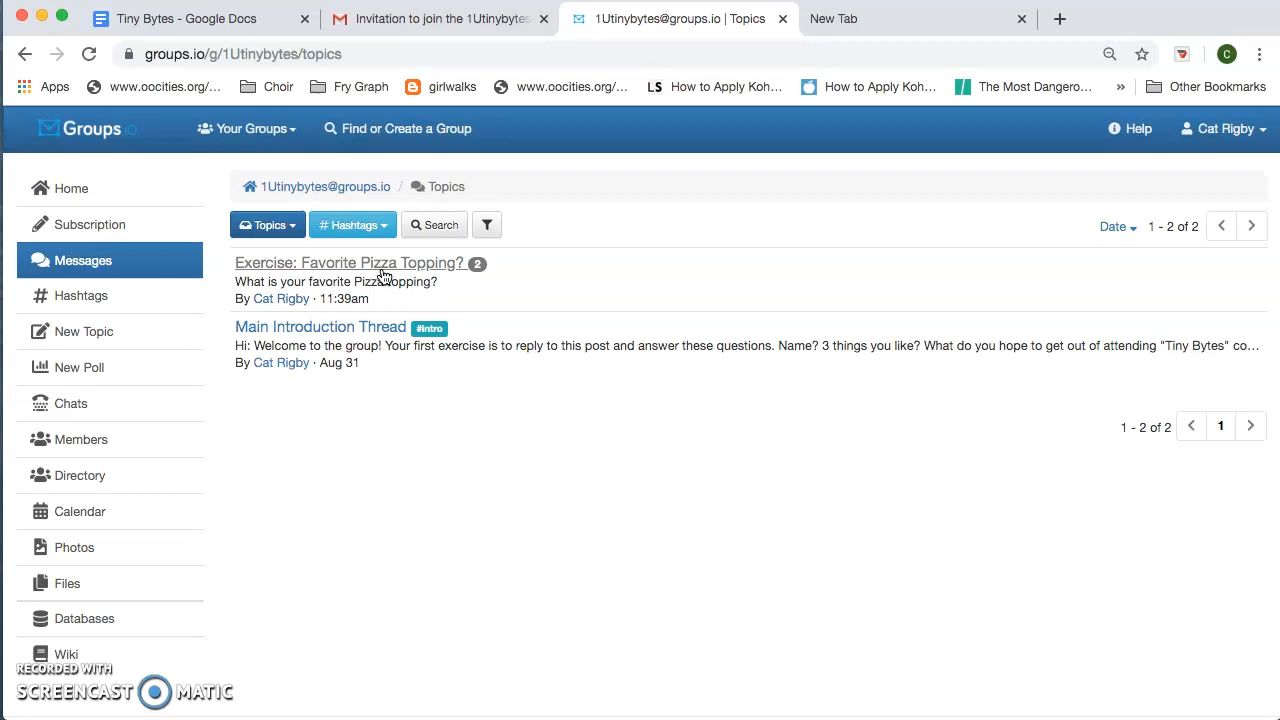 Tiny Bytes - Google Docs
Invitation to join the 1Utinybytes
1Utinybytes@groups.io | Topics
New Tab
groups.io/g/1Utinybytes/topics
C
Apps
www.oocities.org/...
Choir
Fry Graph
girlwalks
www.oocities.org/...
LS How to Apply Koh...
How to Apply Koh...
The Most Dangero...
»
Other Bookmarks
Groups.io
Your Groups
Find or Create a Group
Help
Cat Rigby
Home
Subscription
Messages
Hashtags
New Topic
New Poll
Chats
Members
Directory
Calendar
Photos
Files
Databases
Wiki
1Utinybytes@groups.io / Topics
Topics
# Hashtags
Search
Date
1 - 2 of 2
Exercise: Favorite Pizza Topping? 2
What is your favorite Pizza topping?
By Cat Rigby · 11:39am
Main Introduction Thread #intro
Hi: Welcome to the group! Your first exercise is to reply to this post and answer these questions. Name? 3 things you like? What do you hope to get out of attending "Tiny Bytes" co...
By Cat Rigby · Aug 31
1 - 2 of 2
1
RECORDED WITH
SCREENCAST MATIC